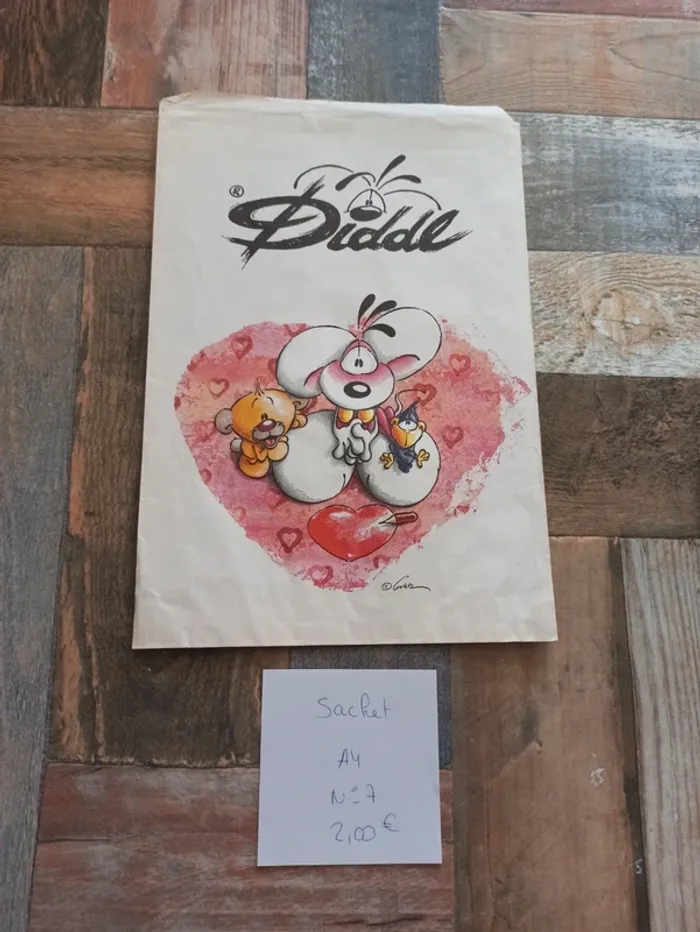 ®
Diddl
© Goletz
Sachet
A4
N° 7
2,00 €